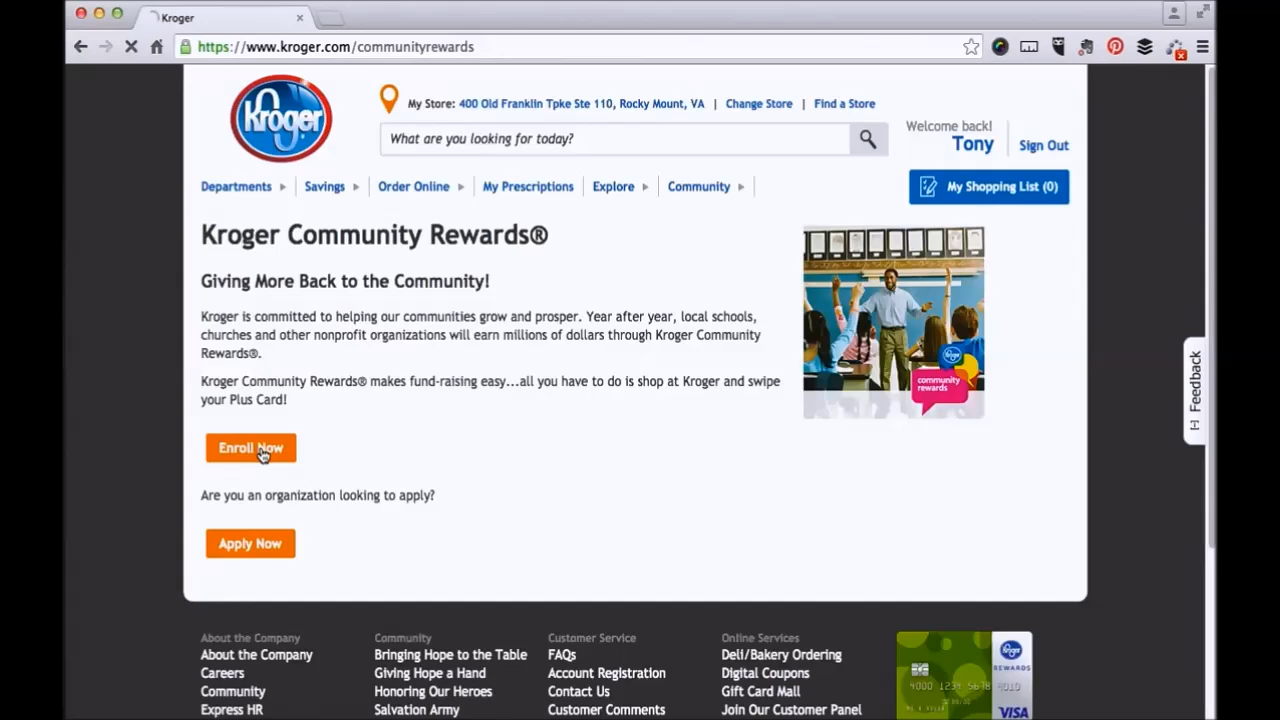 Kroger
https://www.kroger.com/communityrewards
Kroger
My Store: 400 Old Franklin Tpke Ste 110, Rocky Mount, VA | Change Store | Find a Store
What are you looking for today?
Welcome back!
Tony
Sign Out
Departments
Savings
Order Online
My Prescriptions
Explore
Community
My Shopping List (0)
Kroger Community Rewards®
Giving More Back to the Community!
Kroger is committed to helping our communities grow and prosper. Year after year, local schools,
churches and other nonprofit organizations will earn millions of dollars through Kroger Community
Rewards®.
Kroger Community Rewards® makes fund-raising easy...all you have to do is shop at Kroger and swipe
your Plus Card!
Kroger
community
rewards
[-] Feedback
Enroll Now
Are you an organization looking to apply?
Apply Now
About the Company
About the Company
Careers
Community
Express HR
Community
Bringing Hope to the Table
Giving Hope a Hand
Honoring Our Heroes
Salvation Army
Customer Service
FAQs
Account Registration
Contact Us
Customer Comments
Online Services
Deli/Bakery Ordering
Digital Coupons
Gift Card Mall
Join Our Customer Panel
Kroger
REWARDS
4000 1234 5678 4010
VISA